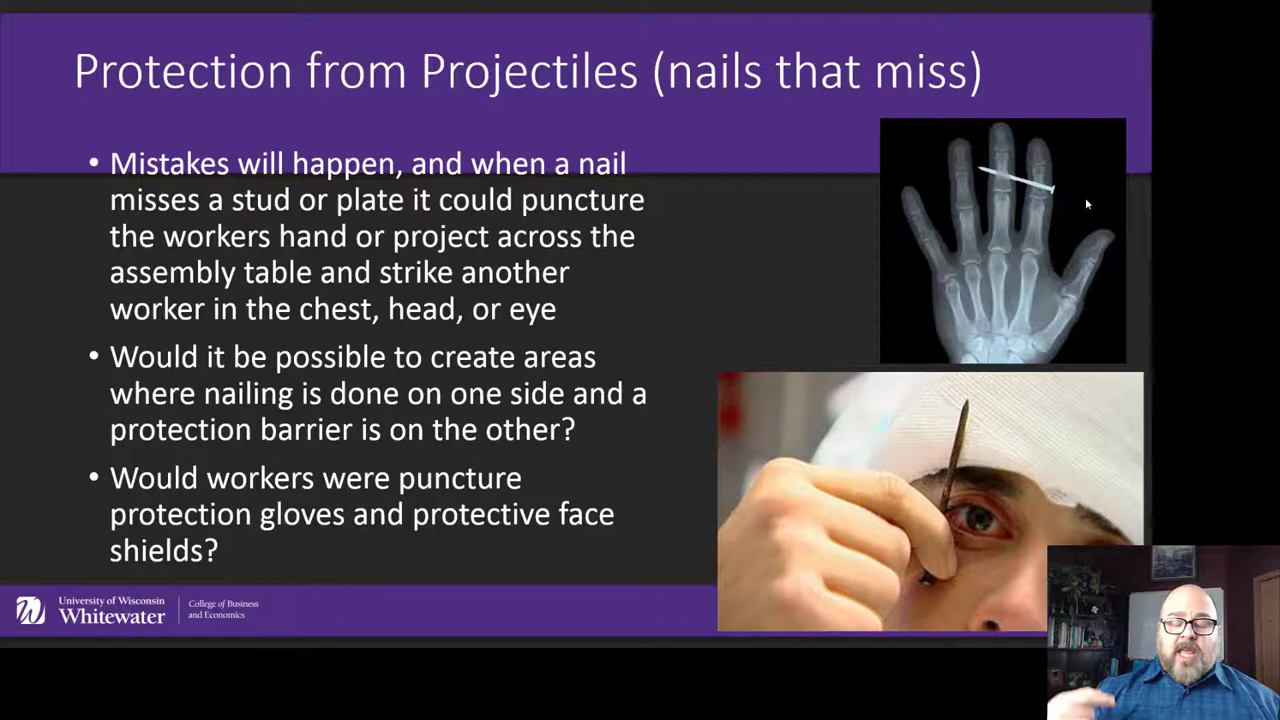 Protection from Projectiles (nails that miss)
• Mistakes will happen, and when a nail
misses a stud or plate it could puncture
the workers hand or project across the
assembly table and strike another
worker in the chest, head, or eye
• Would it be possible to create areas
where nailing is done on one side and a
protection barrier is on the other?
• Would workers were puncture
protection gloves and protective face
shields?
University of Wisconsin
Whitewater
College of Business
and Economics